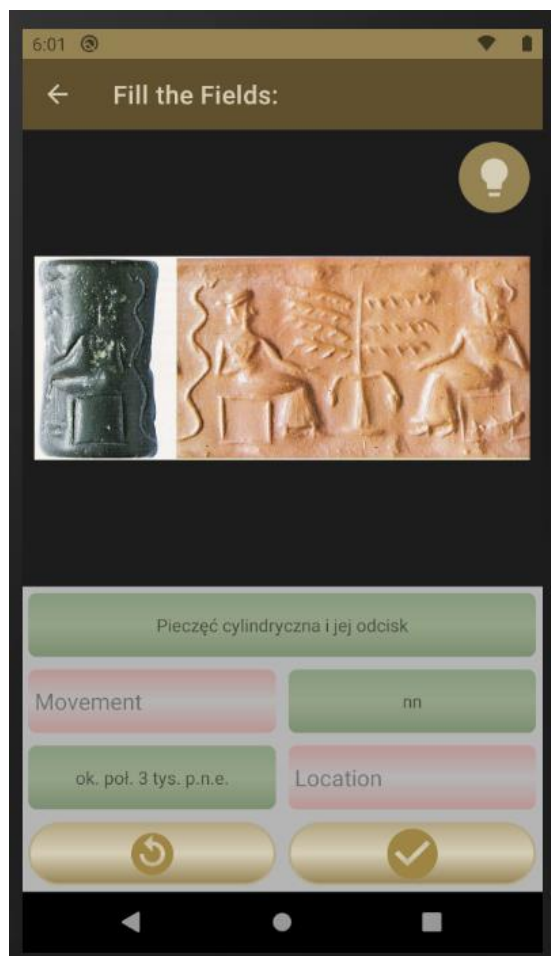 6:01
Fill the Fields:
Pieczęć cylindryczna i jej odcisk
Movement
nn
ok. poł. 3 tys. p.n.e.
Location